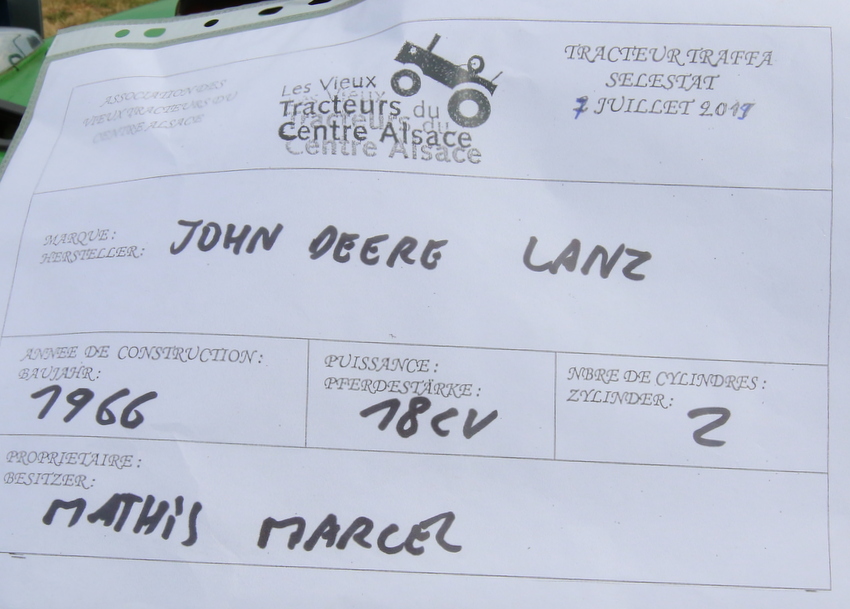 ASSOCIATION DES
VIEUX TRACTEURS DU
CENTRE ALSACE
Les Vieux
Tracteurs du
Centre Alsace
TRACTEUR TRAFFA
SELESTAT
7 JUILLET 2019
MARQUE:
HERSTELLER:
JOHN DEERE LANZ
ANNEE DE CONSTRUCTION:
BAUJAHR:
1966
PUISSANCE:
PFERDESTÄRKE:
18CV
NBRE DE CYLINDRES:
ZYLINDER:
2
PROPRIETAIRE:
BESITZER:
MATHIS MARCEL